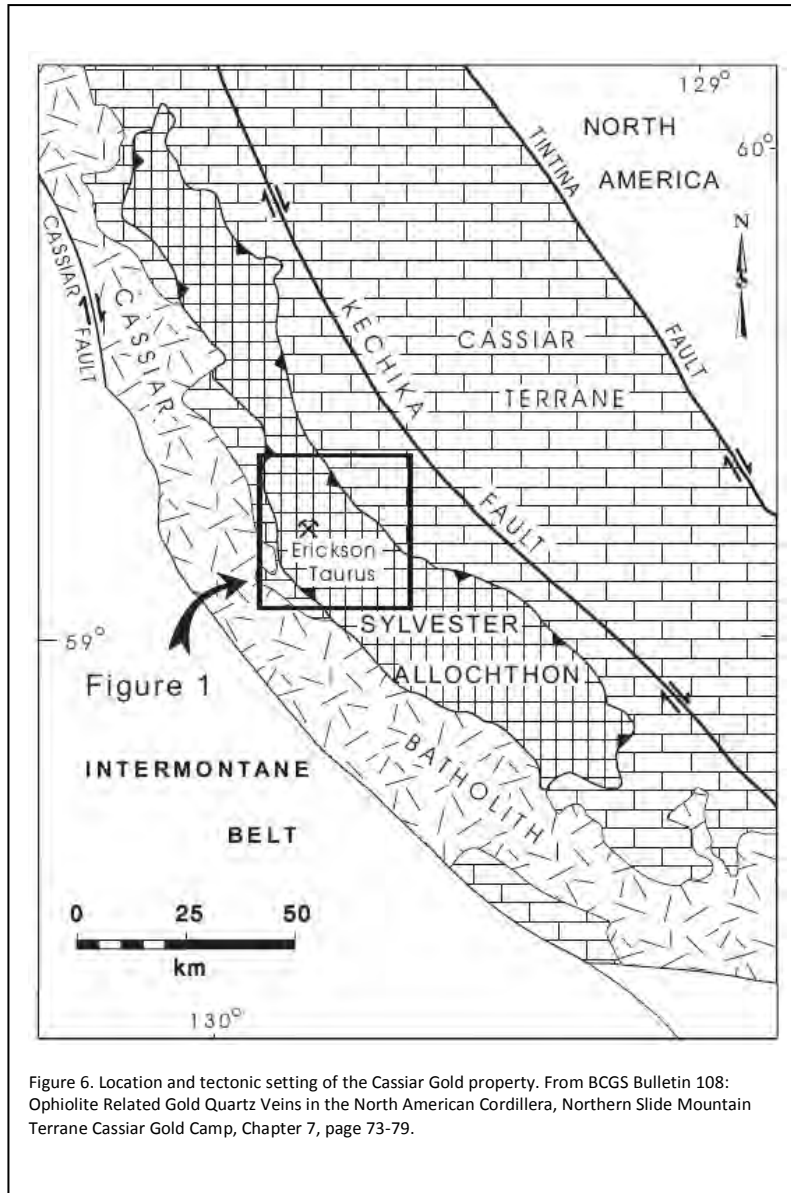 129°
NORTH
AMERICA
60°
TINTINA
FAULT
N
CASSIAR
FAULT
CASSIAR
KECHIKA
FAULT
CASSIAR
TERRANE
Erickson
Taurus
SYLVESTER
ALLOCHTHON
59°
Figure 1
BATHOLITH
INTERMONTANE
BELT
0 25 50
km
130°
Figure 6. Location and tectonic setting of the Cassiar Gold property. From BCGS Bulletin 108:
Ophiolite Related Gold Quartz Veins in the North American Cordillera, Northern Slide Mountain
Terrane Cassiar Gold Camp, Chapter 7, page 73-79.